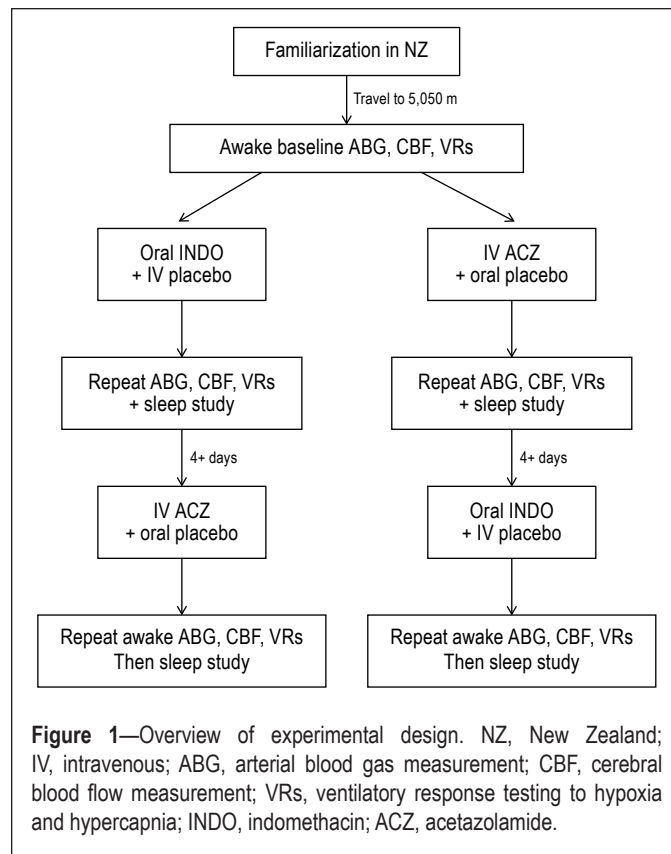 Familiarization in NZ
Travel to 5,050 m
Awake baseline ABG, CBF, VRs
Oral INDO
+ IV placebo
IV ACZ
+ oral placebo
Repeat ABG, CBF, VRs
+ sleep study
Repeat ABG, CBF, VRs
+ sleep study
4+ days
4+ days
IV ACZ
+ oral placebo
Oral INDO
+ IV placebo
Repeat awake ABG, CBF, VRs
Then sleep study
Repeat awake ABG, CBF, VRs
Then sleep study
Figure 1—Overview of experimental design. NZ, New Zealand;
IV, intravenous; ABG, arterial blood gas measurement; CBF, cerebral
blood flow measurement; VRs, ventilatory response testing to hypoxia
and hypercapnia; INDO, indomethacin; ACZ, acetazolamide.